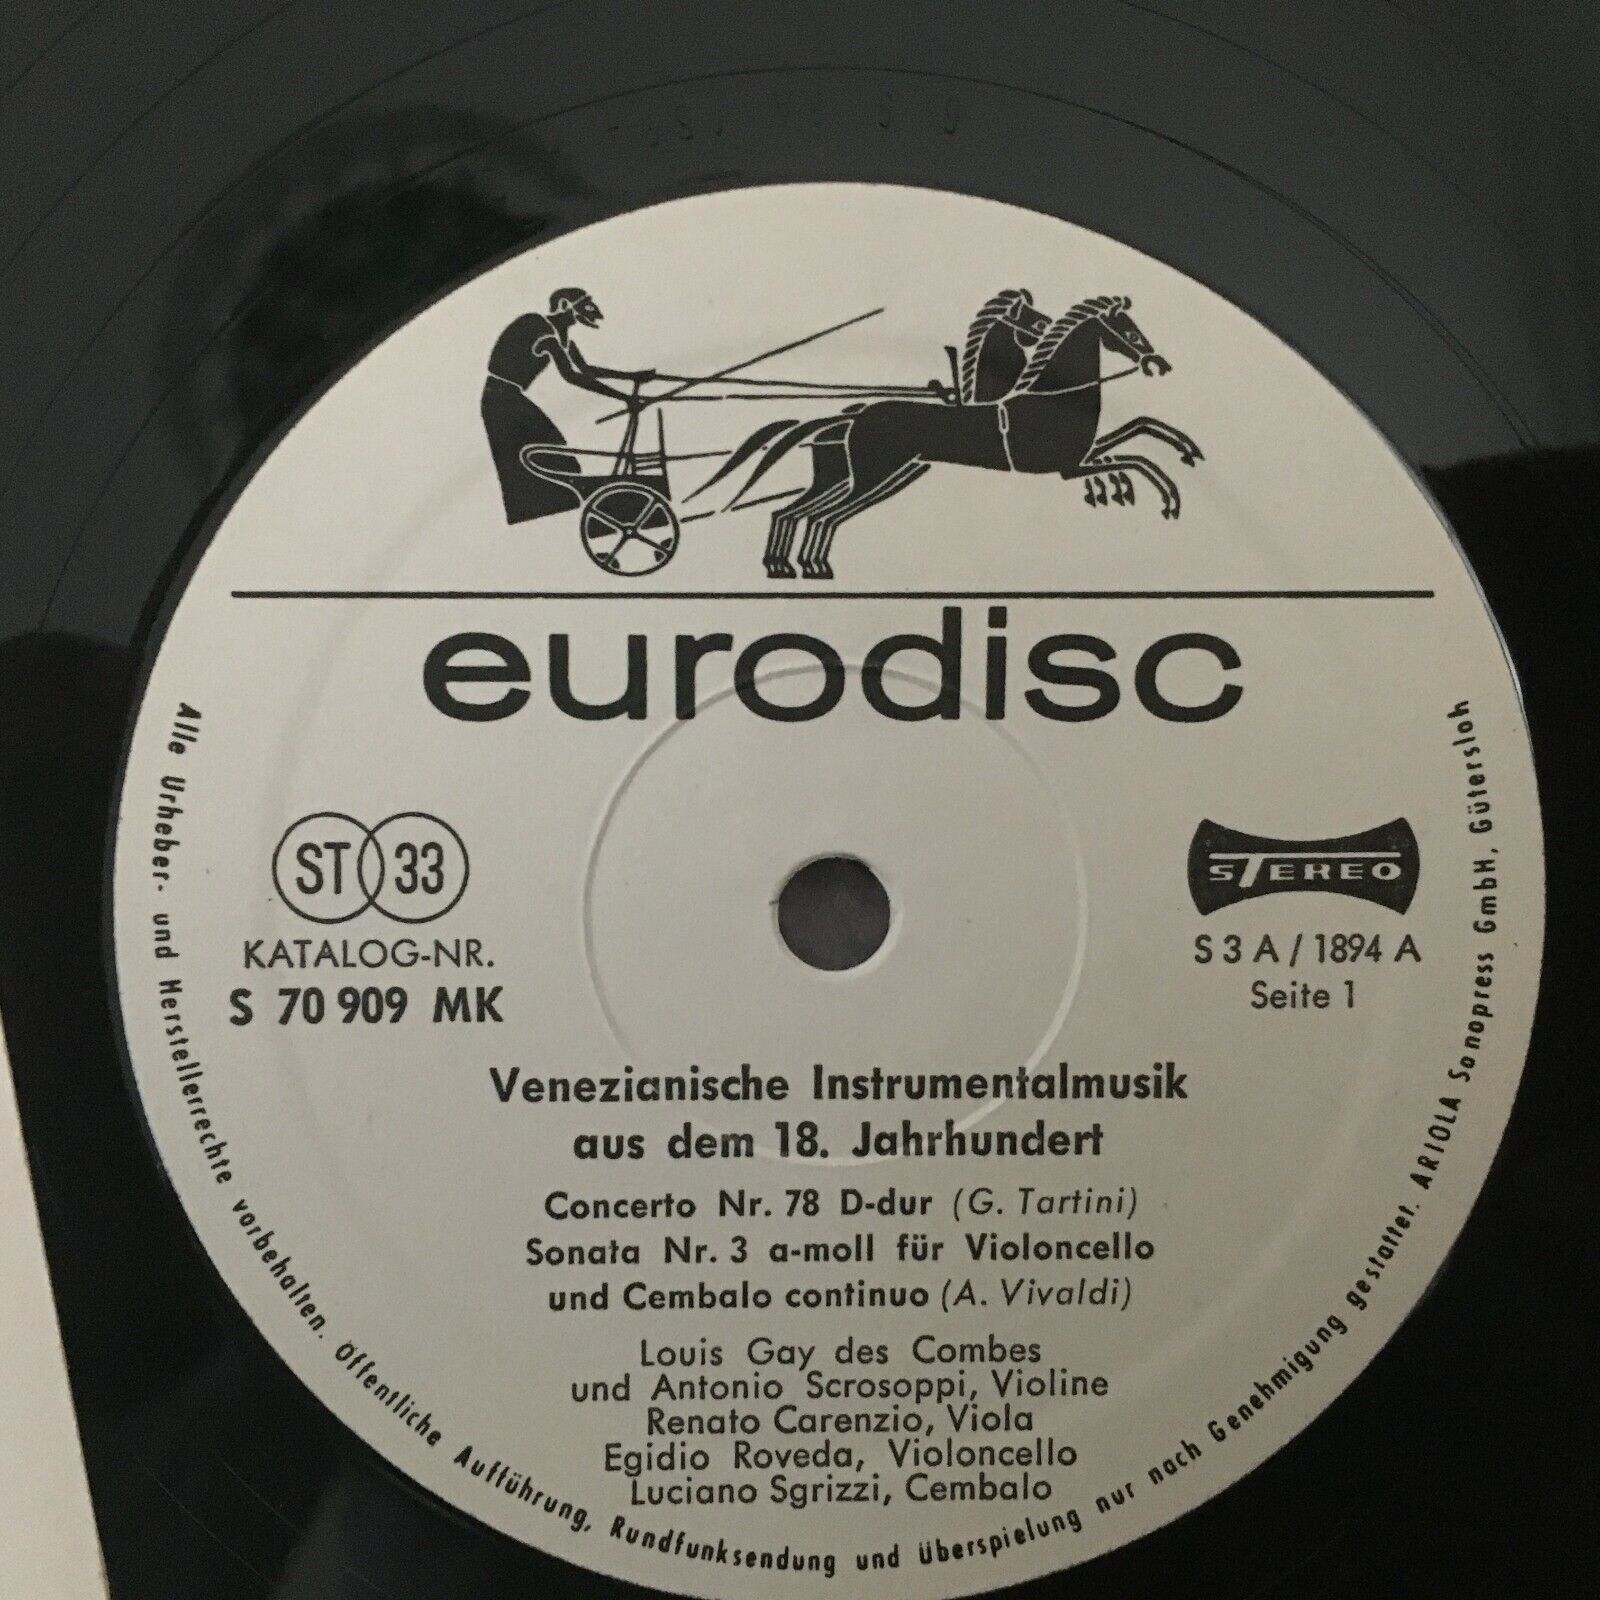 eurodisc
ST 33
KATALOG-NR.
S 70 909 MK
STEREO
S 3 A / 1894 A
Seite 1
Venezianische Instrumentalmusik
aus dem 18. Jahrhundert
Concerto Nr. 78 D-dur (G. Tartini)
Sonata Nr. 3 a-moll für Violoncello
und Cembalo continuo (A. Vivaldi)
Louis Gay des Combes
und Antonio Scrosoppi, Violine
Renato Carenzio, Viola
Egidio Roveda, Violoncello
Luciano Sgrizzi, Cembalo
Alle Urheber- und Herstellerrechte vorbehalten. Öffentliche Aufführung, Rundfunksendung und Überspielung nur nach Genehmigung gestattet. ARIOLA Sonopress GmbH, Gütersloh